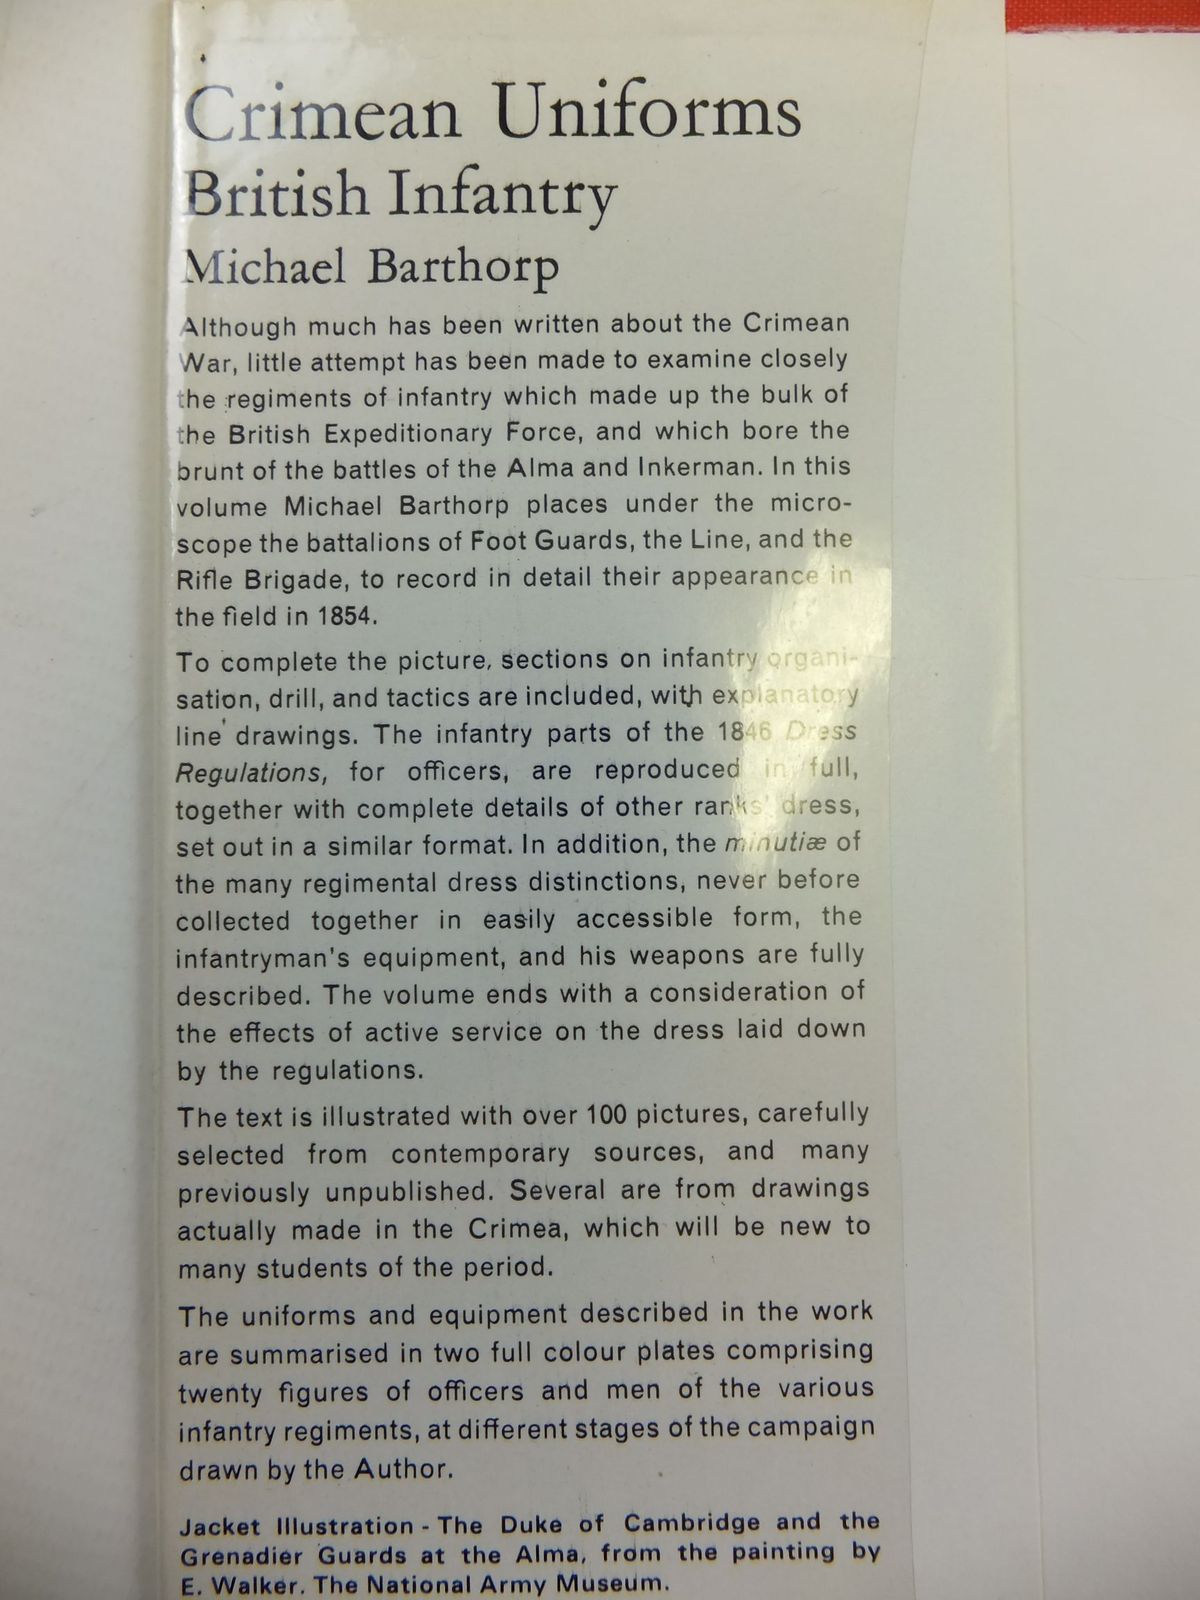 Crimean Uniforms
British Infantry
Michael Barthorp
Although much has been written about the Crimean
War, little attempt has been made to examine closely
the regiments of infantry which made up the bulk of
the British Expeditionary Force, and which bore the
brunt of the battles of the Alma and Inkerman. In this
volume Michael Barthorp places under the micro-
scope the battalions of Foot Guards, the Line, and the
Rifle Brigade, to record in detail their appearance in
the field in 1854.
To complete the picture, sections on infantry organi-
sation, drill, and tactics are included, with explanatory
line drawings. The infantry parts of the 1846 Dress
Regulations, for officers, are reproduced in full,
together with complete details of other ranks' dress,
set out in a similar format. In addition, the minutiæ of
the many regimental dress distinctions, never before
collected together in easily accessible form, the
infantryman's equipment, and his weapons are fully
described. The volume ends with a consideration of
the effects of active service on the dress laid down
by the regulations.
The text is illustrated with over 100 pictures, carefully
selected from contemporary sources, and many
previously unpublished. Several are from drawings
actually made in the Crimea, which will be new to
many students of the period.
The uniforms and equipment described in the work
are summarised in two full colour plates comprising
twenty figures of officers and men of the various
infantry regiments, at different stages of the campaign
drawn by the Author.
Jacket Illustration - The Duke of Cambridge and the
Grenadier Guards at the Alma, from the painting by
E. Walker. The National Army Museum.